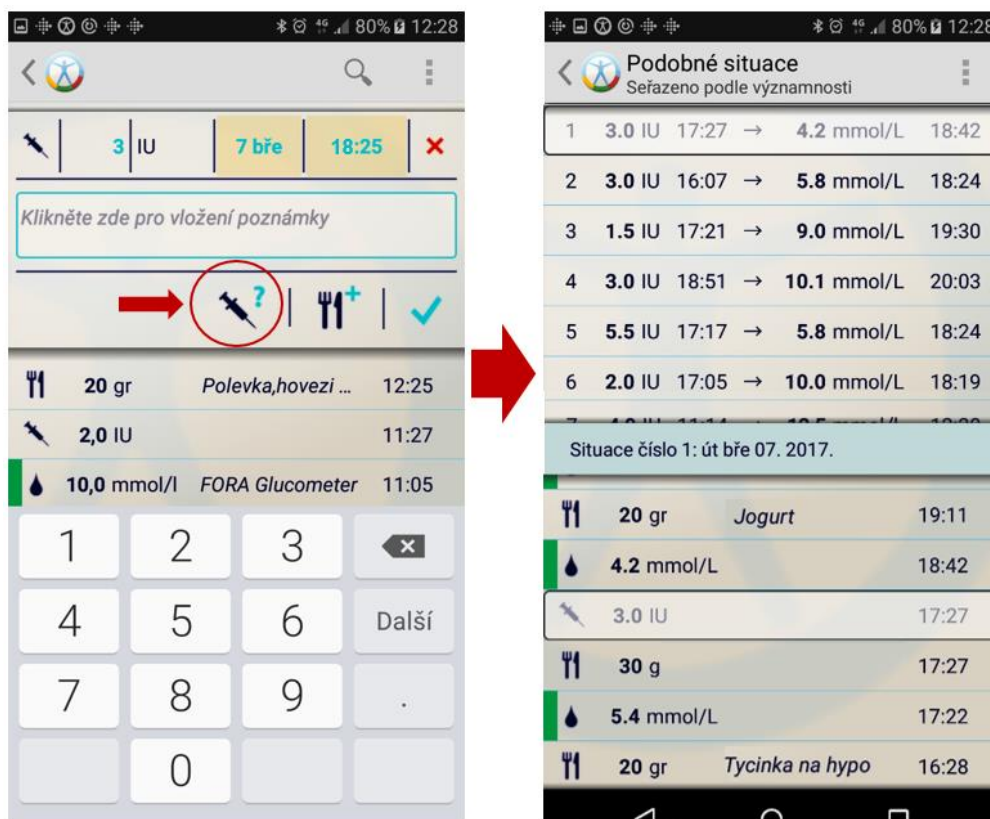 80% 12:28
3 IU 7 bře 18:25
Klikněte zde pro vložení poznámky
?
+
20 gr Polevka,hovezi ... 12:25
2,0 IU 11:27
10,0 mmol/l FORA Glucometer 11:05
1 2 3
4 5 6 Další
7 8 9 .
0
4G 80% 12:28
Podobné situace
Seřazeno podle významnosti
1 3.0 IU 17:27 → 4.2 mmol/L 18:42
2 3.0 IU 16:07 → 5.8 mmol/L 18:24
3 1.5 IU 17:21 → 9.0 mmol/L 19:30
4 3.0 IU 18:51 → 10.1 mmol/L 20:03
5 5.5 IU 17:17 → 5.8 mmol/L 18:24
6 2.0 IU 17:05 → 10.0 mmol/L 18:19
Situace číslo 1: út bře 07. 2017.
20 gr Jogurt 19:11
4.2 mmol/L 18:42
3.0 IU 17:27
30 g 17:27
5.4 mmol/L 17:22
20 gr Tycinka na hypo 16:28